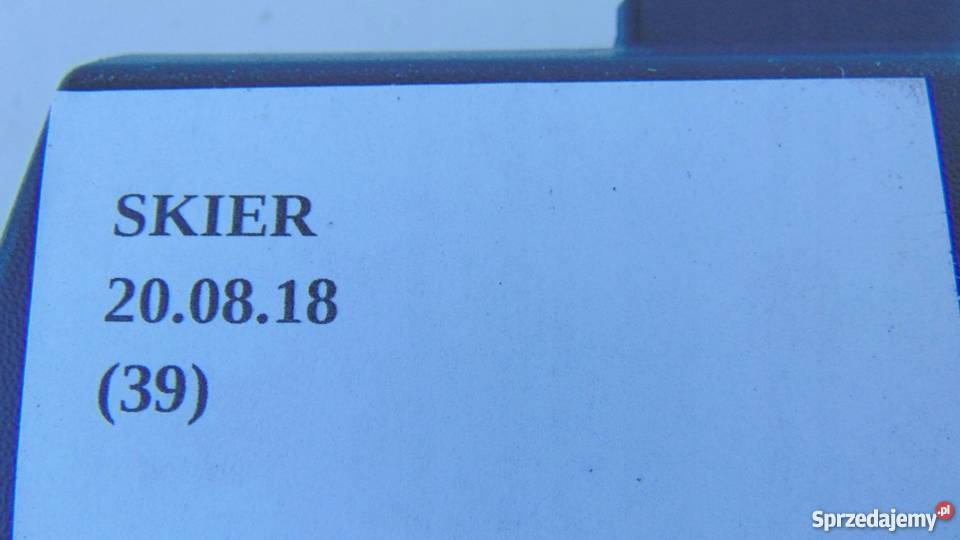 SKIER
20.08.18
(39)
Sprzedajemy.pl